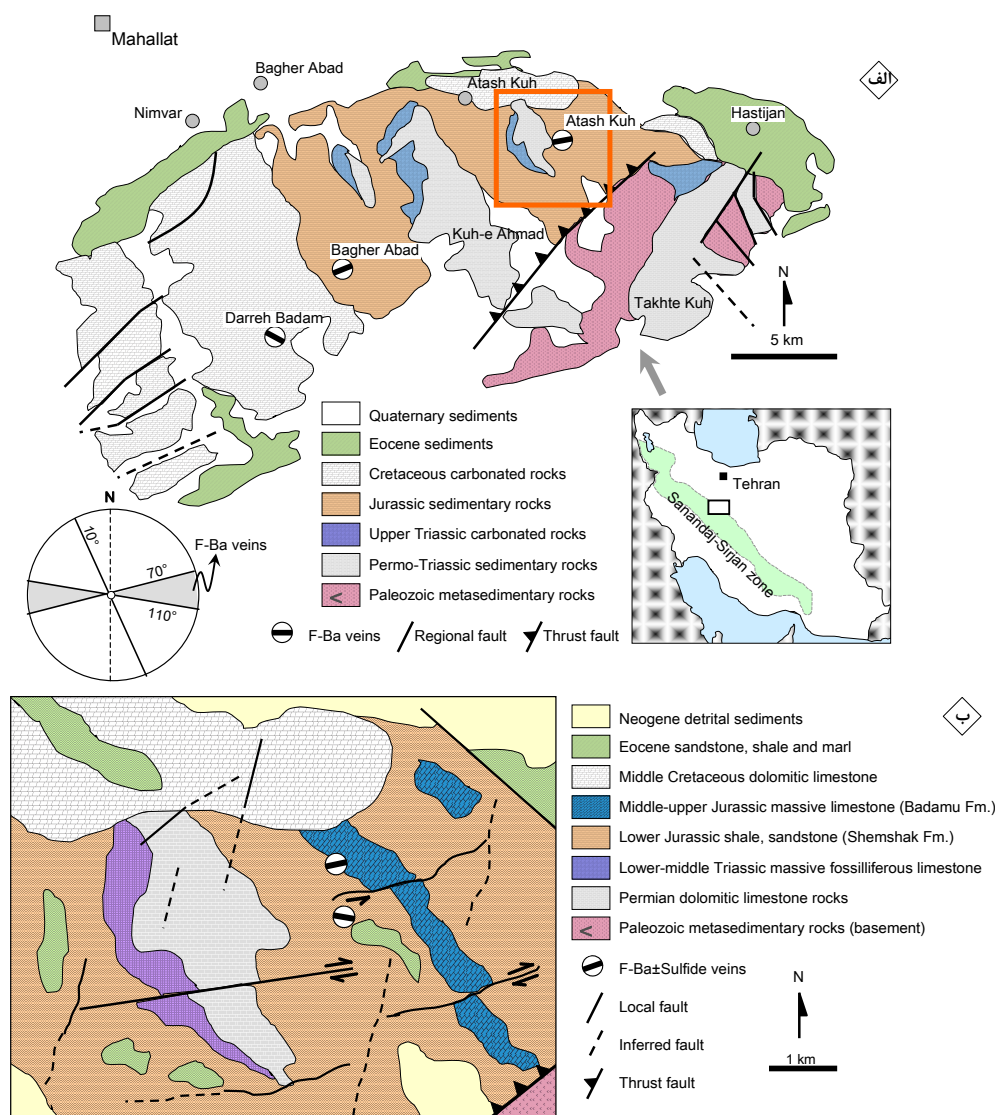 Mahallat
Bagher Abad
Nimvar
Atash Kuh
Atash Kuh
Hastijan
الف
Kuh-e Ahmad
Bagher Abad
Darreh Badam
Takhte Kuh
N
5 km
Quaternary sediments
Eocene sediments
Cretaceous carbonated rocks
Jurassic sedimentary rocks
Upper Triassic carbonated rocks
Permo-Triassic sedimentary rocks
Paleozoic metasedimentary rocks
F-Ba veins
Regional fault
Thrust fault
N
10°
70°
110°
F-Ba veins
Tehran
Sanandaj-Sirjan zone
ب
Neogene detrital sediments
Eocene sandstone, shale and marl
Middle Cretaceous dolomitic limestone
Middle-upper Jurassic massive limestone (Badamu Fm.)
Lower Jurassic shale, sandstone (Shemshak Fm.)
Lower-middle Triassic massive fossilliferous limestone
Permian dolomitic limestone rocks
Paleozoic metasedimentary rocks (basement)
F-Ba±Sulfide veins
Local fault
Inferred fault
Thrust fault
N
1 km